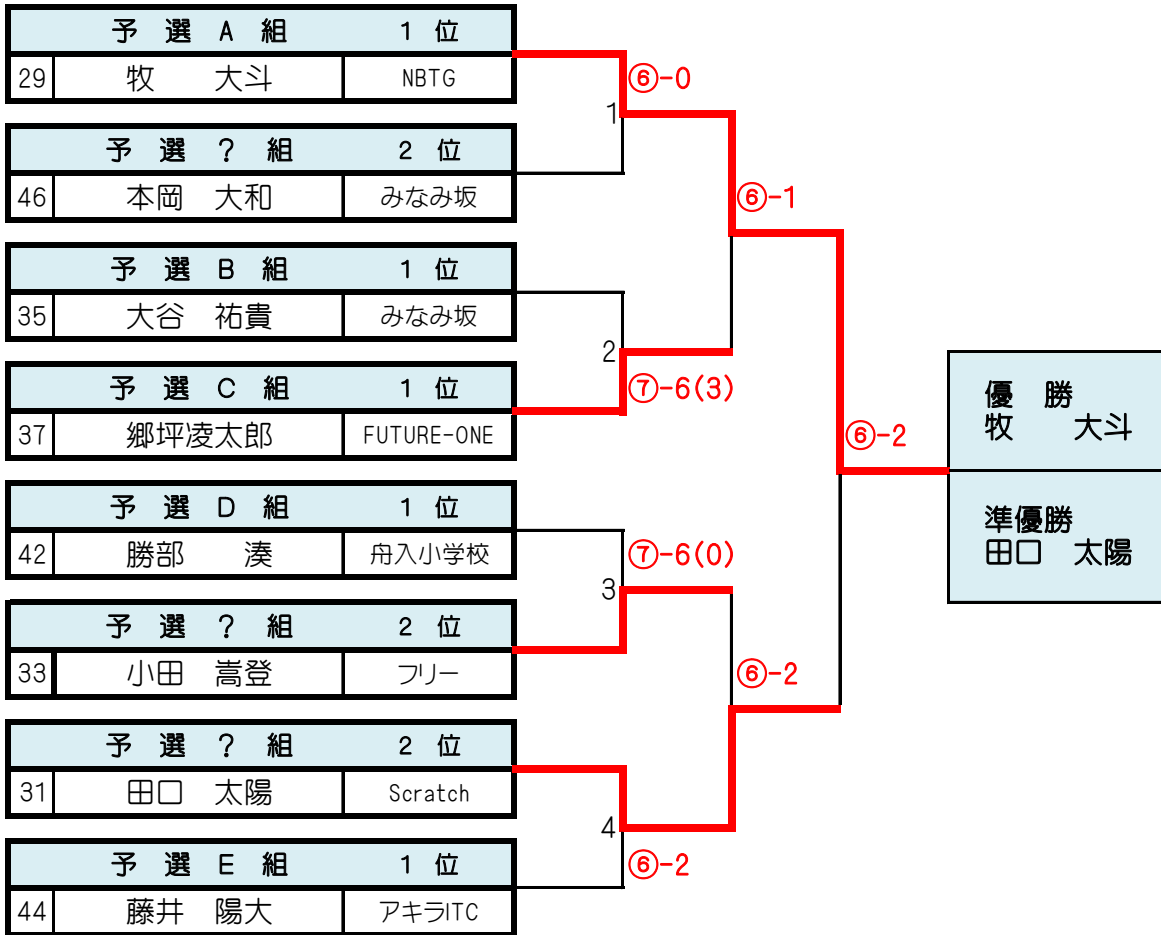 予 選 A 組 1 位
29 牧 大斗 NBTG
⑥-0
1
予 選 ? 組 2 位
46 本岡 大和 みなみ坂
⑥-1
予 選 B 組 1 位
35 大谷 祐貴 みなみ坂
2
予 選 C 組 1 位
⑦-6(3)
37 郷坪凌太郎 FUTURE-ONE
⑥-2
優 勝
牧 大斗
予 選 D 組 1 位
準優勝
田口 太陽
42 勝部 湊 舟入小学校
⑦-6(0)
3
予 選 ? 組 2 位
33 小田 嵩登 フリー
⑥-2
予 選 ? 組 2 位
31 田口 太陽 Scratch
4
予 選 E 組 1 位
⑥-2
44 藤井 陽大 アキラITC